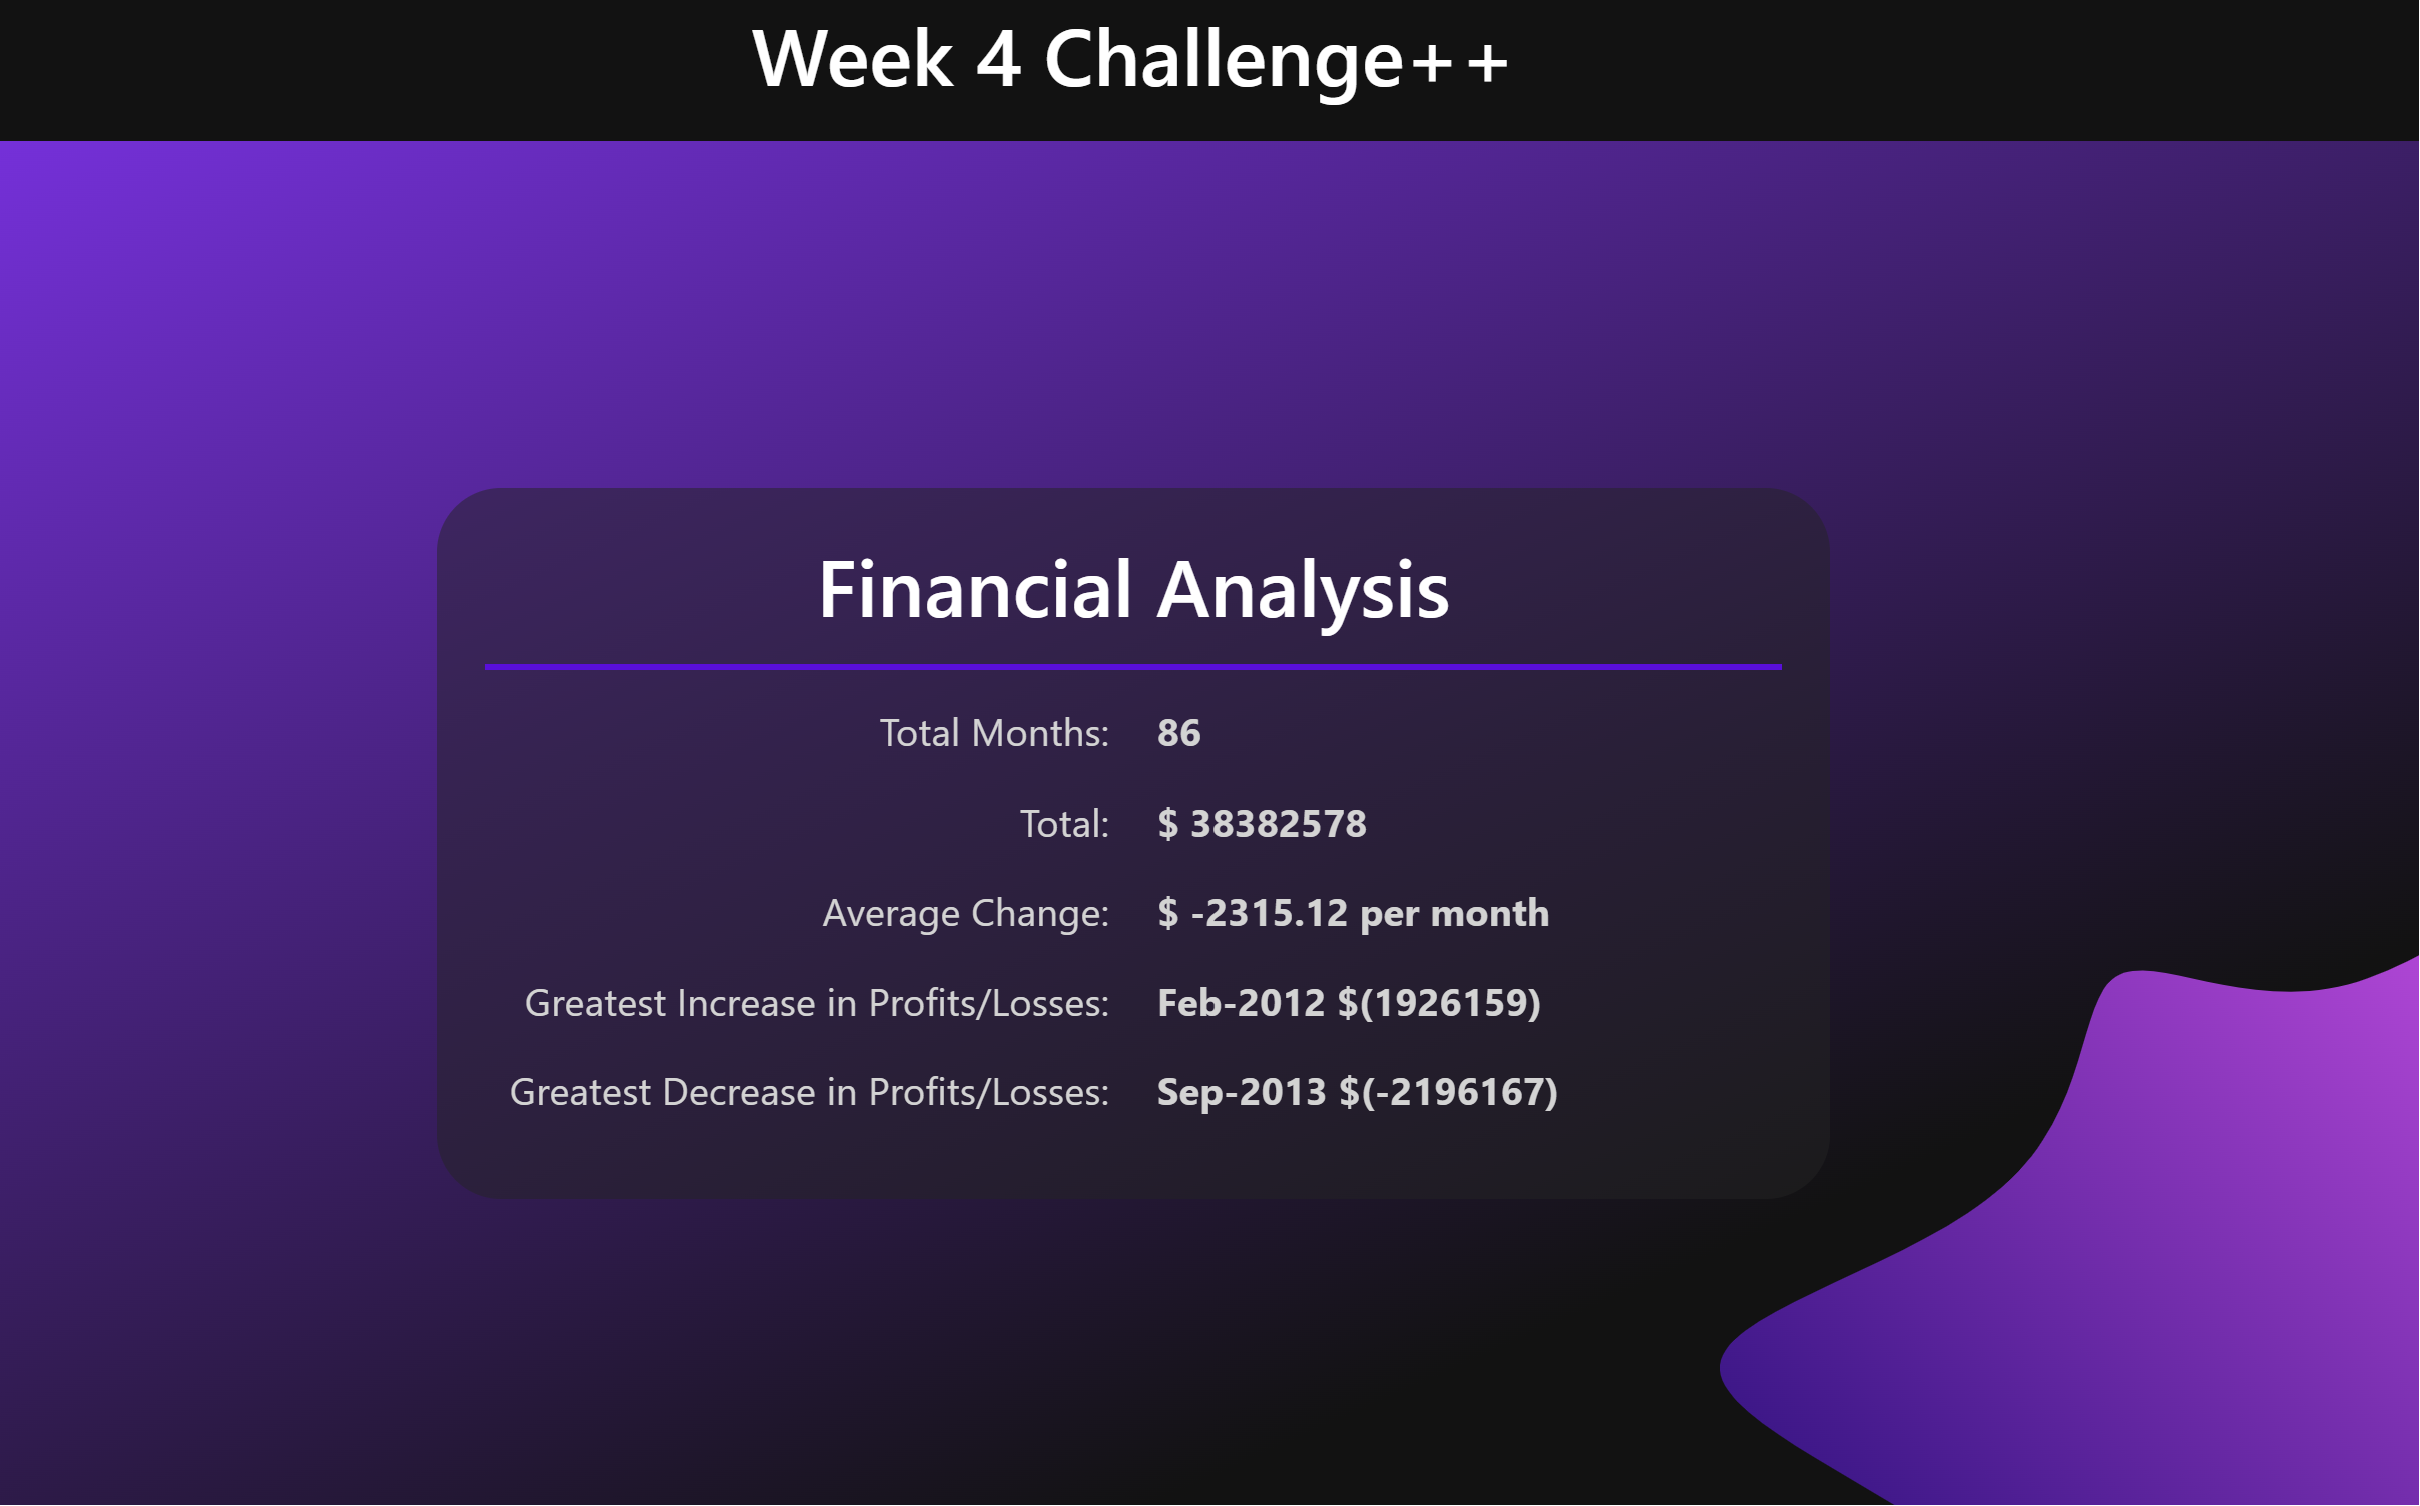 Week 4 Challenge++
Financial Analysis
Total Months: 86
Total: $ 38382578
Average Change: $ -2315.12 per month
Greatest Increase in Profits/Losses: Feb-2012 $(1926159)
Greatest Decrease in Profits/Losses: Sep-2013 $(-2196167)